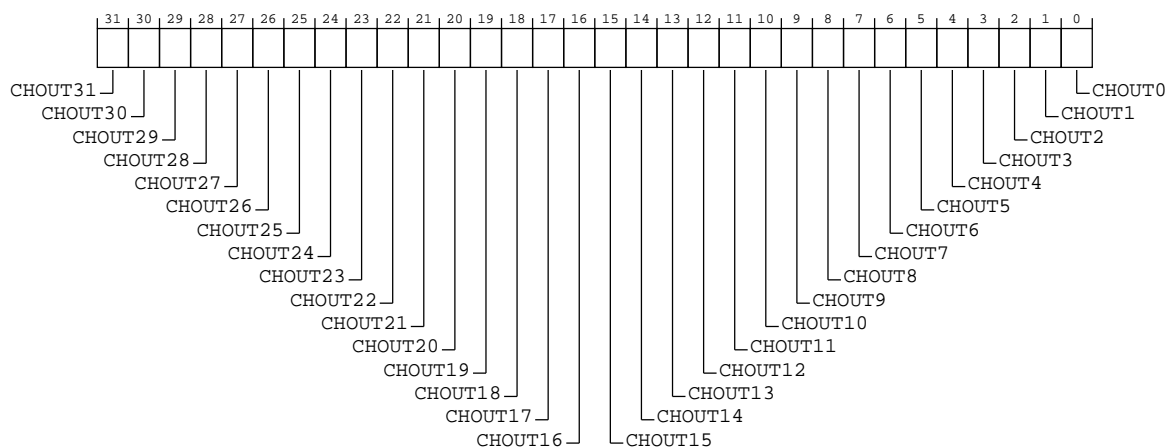 31 30 29 28 27 26 25 24 23 22 21 20 19 18 17 16 15 14 13 12 11 10 9 8 7 6 5 4 3 2 1 0
CHOUT31 CHOUT0
CHOUT30 CHOUT1
CHOUT29 CHOUT2
CHOUT28 CHOUT3
CHOUT27 CHOUT4
CHOUT26 CHOUT5
CHOUT25 CHOUT6
CHOUT24 CHOUT7
CHOUT23 CHOUT8
CHOUT22 CHOUT9
CHOUT21 CHOUT10
CHOUT20 CHOUT11
CHOUT19 CHOUT12
CHOUT18 CHOUT13
CHOUT17 CHOUT14
CHOUT16 CHOUT15